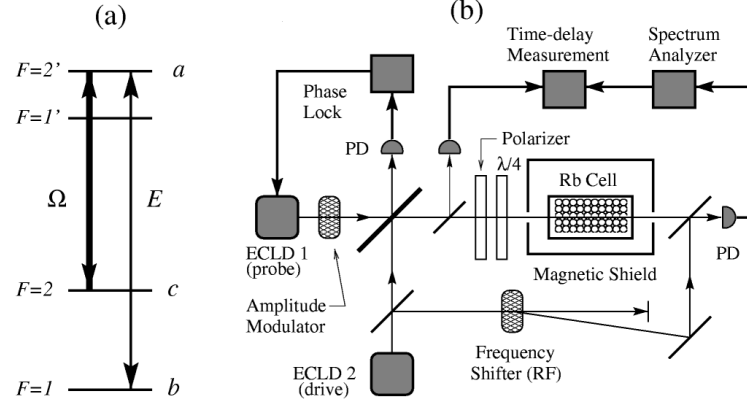 (a)
F=2' a
F=1'
Ω E
F=2 c
F=1 b
(b)
Time-delay
Measurement
Spectrum
Analyzer
Phase
Lock
PD
Polarizer
λ/4
Rb Cell
ECLD 1
(probe)
Magnetic Shield
PD
Amplitude
Modulator
Frequency
Shifter (RF)
ECLD 2
(drive)